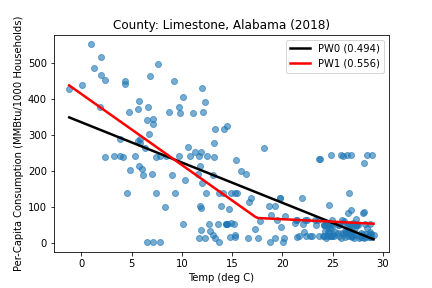 County: Limestone, Alabama (2018)
PW0 (0.494)
PW1 (0.556)
Per-Capita Consumption (MMBtu/1000 Households)
500
400
300
200
100
0
0 5 10 15 20 25 30
Temp (deg C)